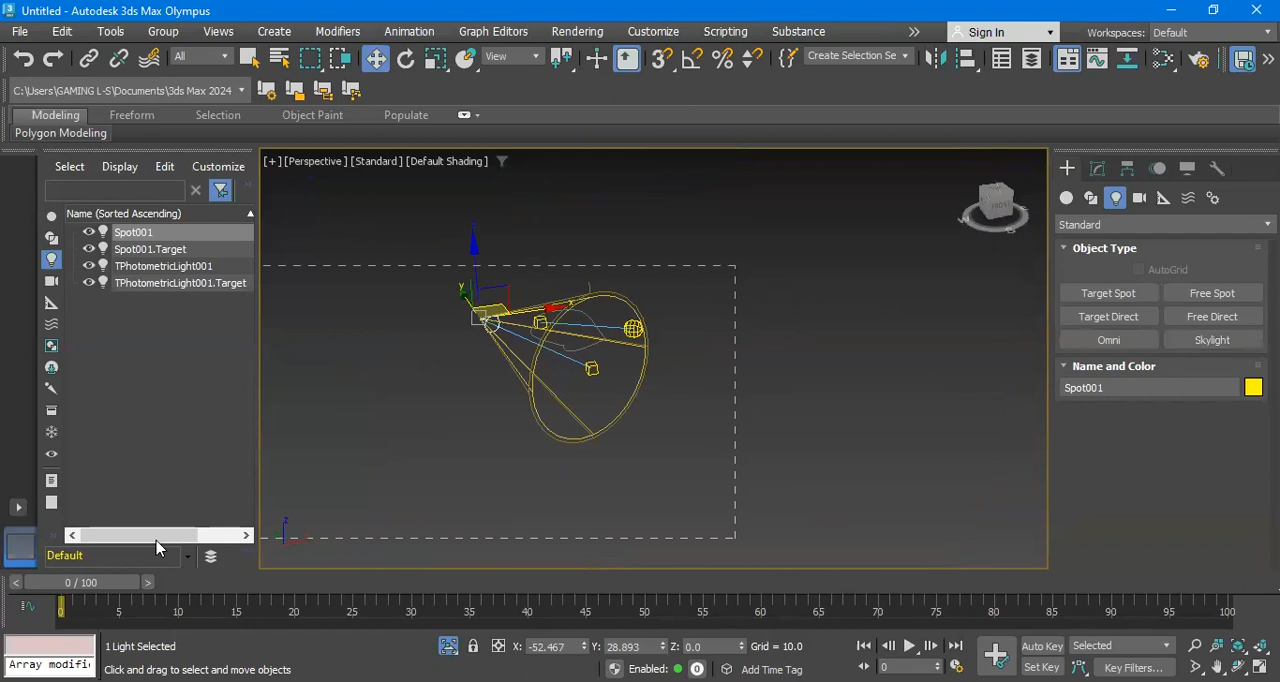 Untitled - Autodesk 3ds Max Olympus
File Edit Tools Group Views Create Modifiers Animation Graph Editors Rendering Customize Scripting Substance Sign In Workspaces: Default
All View Create Selection Se
C:\Users\GAMING L-S\Documents\3ds Max 2024
Modeling Freeform Selection Object Paint Populate
Polygon Modeling
Select Display Edit Customize
[+] [Perspective] [Standard] [Default Shading]
Name (Sorted Ascending)
Spot001
Spot001.Target
TPhotometricLight001
TPhotometricLight001.Target
FRONT
x
y
z
Standard
Object Type
AutoGrid
Target Spot Free Spot
Target Direct Free Direct
Omni Skylight
Name and Color
Spot001
Default
0 / 100
0 5 10 15 20 25 30 35 40 45 50 55 60 65 70 75 80 85 90 95 100
1 Light Selected X: -52.467 Y: 28.893 Z: 0.0 Grid = 10.0 Auto Key Selected
Array modifi Click and drag to select and move objects Enabled: 0 Add Time Tag 0 Set Key Key Filters...